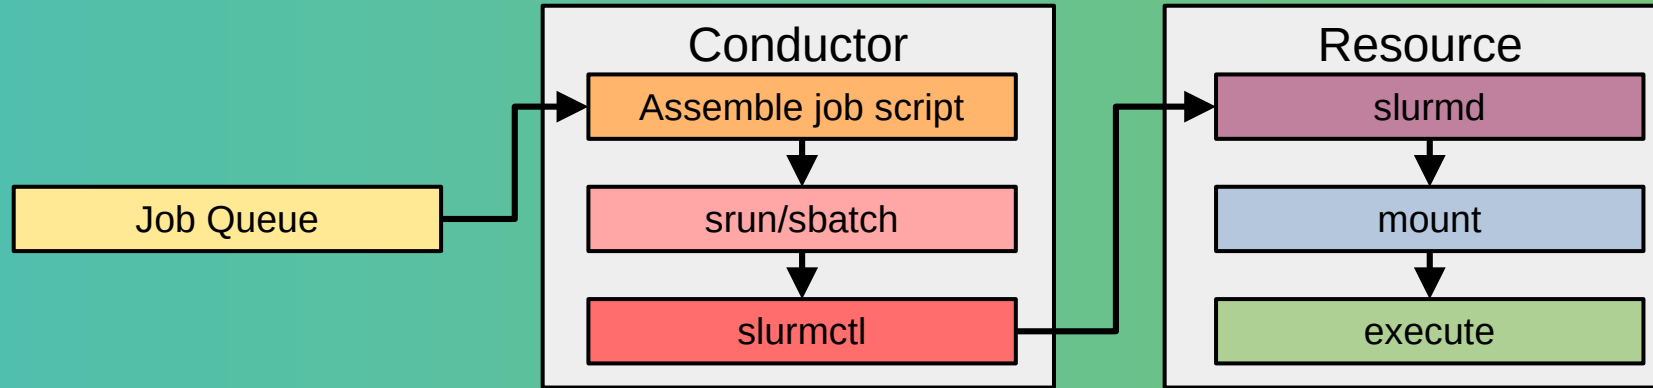 Job Queue
Conductor
Assemble job script
srun/sbatch
slurmctl
Resource
slurmd
mount
execute